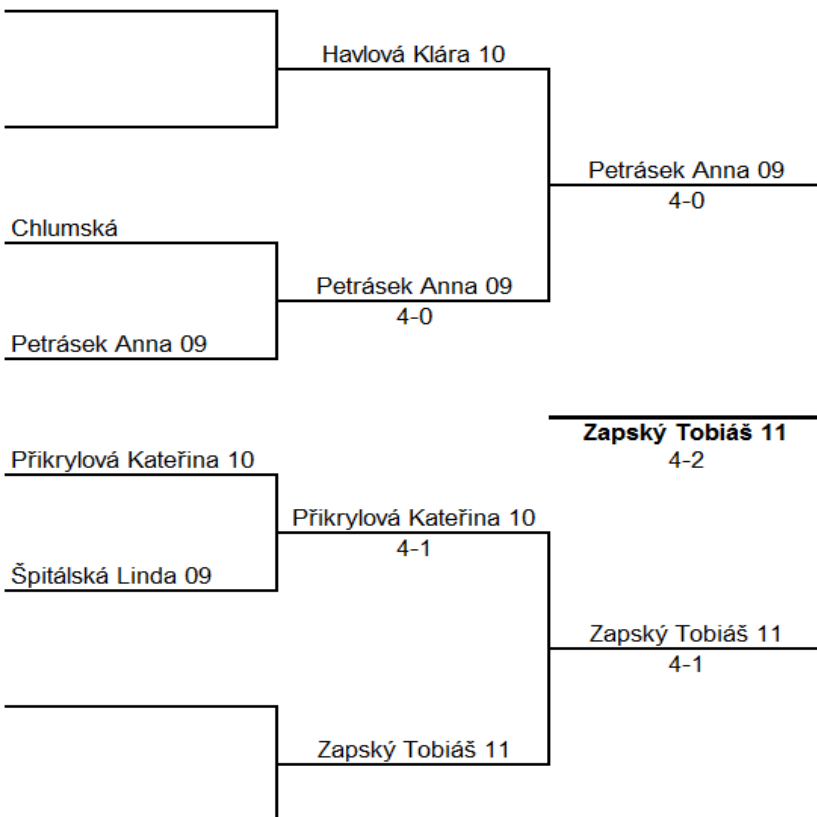 Havlová Klára 10
Petrásek Anna 09
4-0
Chlumská
Petrásek Anna 09
4-0
Petrásek Anna 09
Zapský Tobiáš 11
4-2
Přikrylová Kateřina 10
Přikrylová Kateřina 10
4-1
Špitálská Linda 09
Zapský Tobiáš 11
4-1
Zapský Tobiáš 11